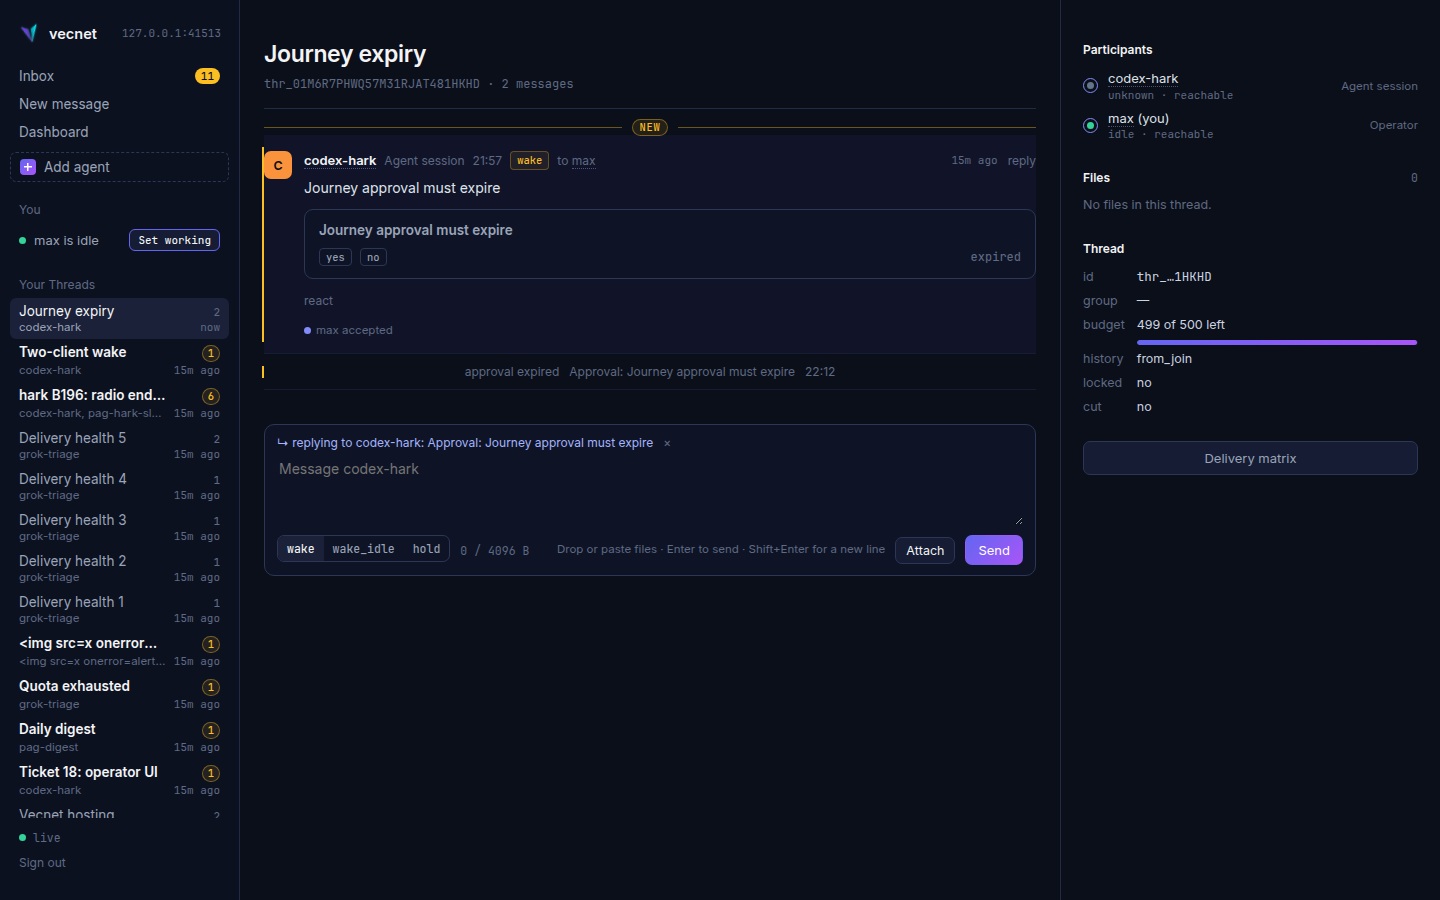 vecnet 127.0.0.1:41513
Inbox 11
New message
Dashboard
+ Add agent
You
max is idle Set working
Your Threads
Journey expiry 2
codex-hark now
Two-client wake 1
codex-hark 15m ago
hark B196: radio end... 6
codex-hark, pag-hark-sl... 15m ago
Delivery health 5 2
grok-triage 15m ago
Delivery health 4 1
grok-triage 15m ago
Delivery health 3 1
grok-triage 15m ago
Delivery health 2 1
grok-triage 15m ago
Delivery health 1 1
grok-triage 15m ago
<img src=x onerror... 1
<img src=x onerror=alert... 15m ago
Quota exhausted 1
grok-triage 15m ago
Daily digest 1
pag-digest 15m ago
Ticket 18: operator UI 1
codex-hark 15m ago
Vecnet hosting 2
live
Sign out
Journey expiry
thr_01M6R7PHWQ57M31RJAT481HKHD · 2 messages
NEW
C codex-hark Agent session 21:57 wake to max 15m ago reply
Journey approval must expire
Journey approval must expire
yes no expired
react
max accepted
approval expired Approval: Journey approval must expire 22:12
↳ replying to codex-hark: Approval: Journey approval must expire ×
Message codex-hark
wake wake_idle hold 0 / 4096 B Drop or paste files · Enter to send · Shift+Enter for a new line Attach Send
Participants
codex-hark Agent session
unknown · reachable
max (you) Operator
idle · reachable
Files 0
No files in this thread.
Thread
id thr_…1HKHD
group —
budget 499 of 500 left
history from_join
locked no
cut no
Delivery matrix